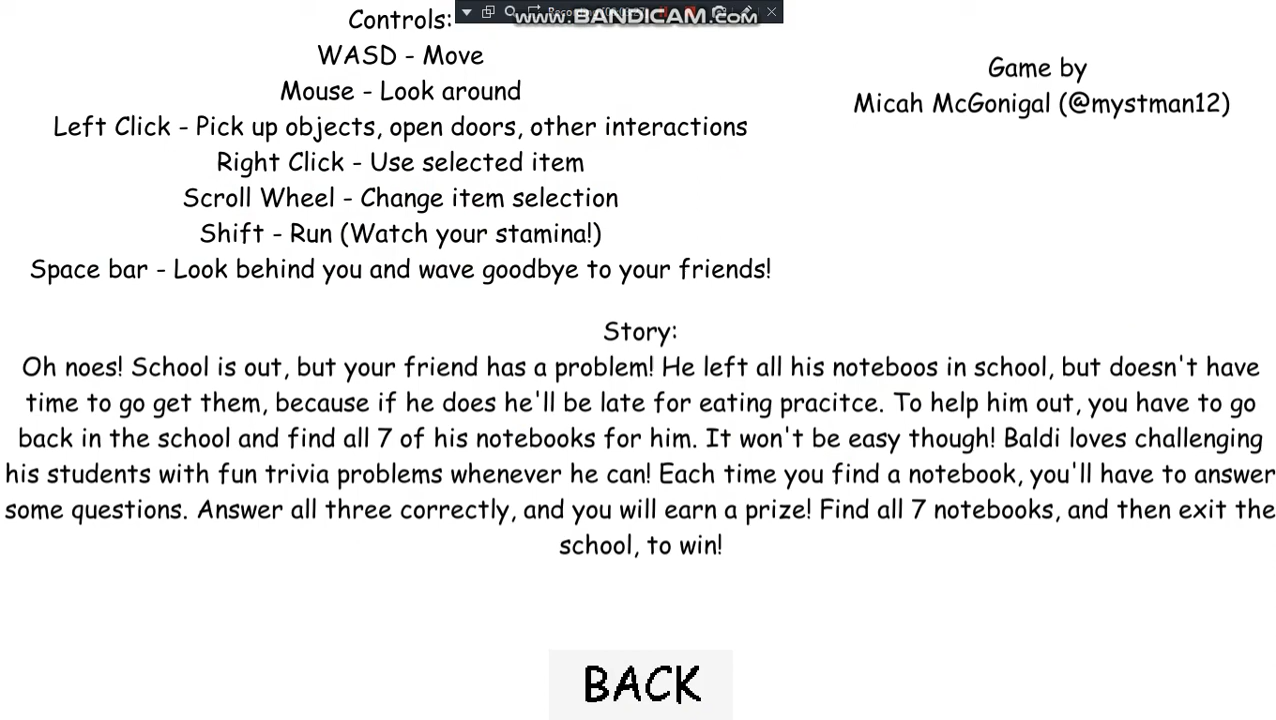 Controls:
www.BANDICAM.com
WASD - Move
Mouse - Look around
Left Click - Pick up objects, open doors, other interactions
Right Click - Use selected item
Scroll Wheel - Change item selection
Shift - Run (Watch your stamina!)
Space bar - Look behind you and wave goodbye to your friends!
Game by
Micah McGonigal (@mystman12)
Story:
Oh noes! School is out, but your friend has a problem! He left all his noteboos in school, but doesn't have
time to go get them, because if he does he'll be late for eating pracitce. To help him out, you have to go
back in the school and find all 7 of his notebooks for him. It won't be easy though! Baldi loves challenging
his students with fun trivia problems whenever he can! Each time you find a notebook, you'll have to answer
some questions. Answer all three correctly, and you will earn a prize! Find all 7 notebooks, and then exit the
school, to win!
BACK